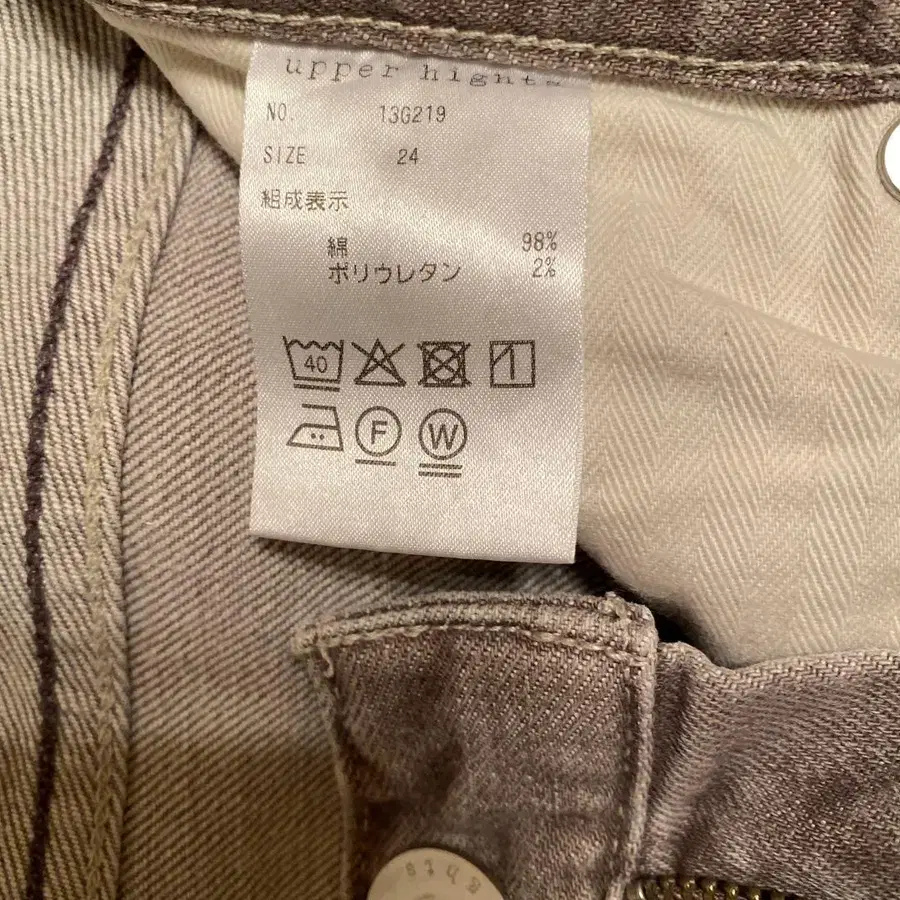 upper hights
NO. 13G219
SIZE 24
組成表示
綿 98%
ポリウレタン 2%
40
F
W
ghts